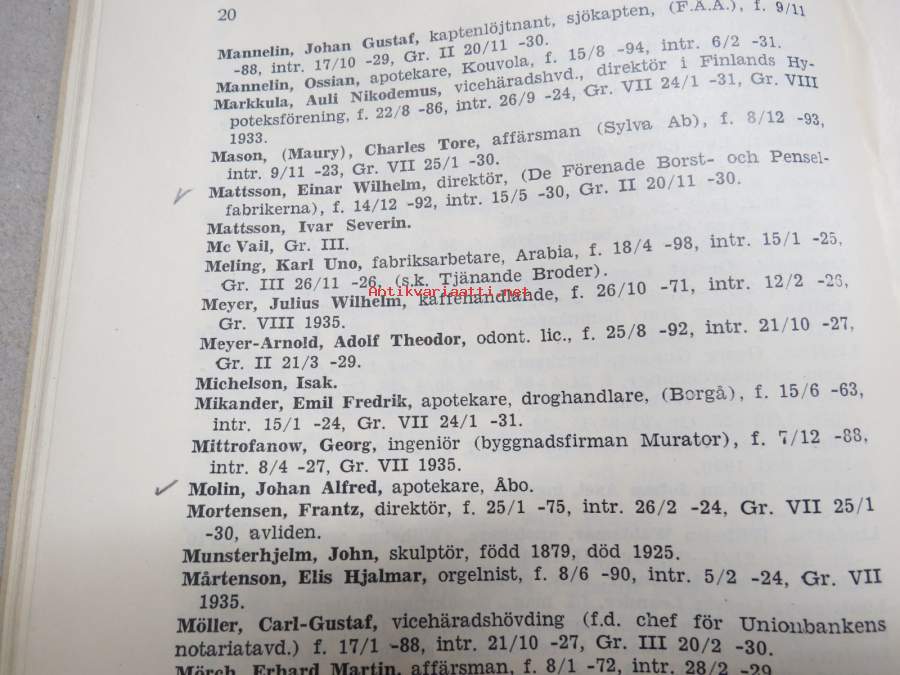 20
Mannelin, Johan Gustaf, kaptenlöjtnant, sjökapten, (F.Å.A.), f. 9/11
-88, intr. 17/10 -29, Gr. II 20/11 -30.
Mannelin, Ossian, apotekare, Kouvola, f. 15/8 -94, intr. 6/2 -31.
Markkula, Auli Nikodemus, vicehäradshvd., direktör i Finlands Hy-
poteksförening, f. 22/8 -86, intr. 26/9 -24, Gr. VII 24/1 -31, Gr. VIII
1933.
Mason, (Maury), Charles Tore, affärsman (Sylva Ab), f. 8/12 -93,
intr. 9/11 -23, Gr. VII 25/1 -30.
Mattsson, Einar Wilhelm, direktör, (De Förenade Borst- och Pensel-
fabrikerna), f. 14/12 -92, intr. 15/5 -30, Gr. II 20/11 -30.
Mattsson, Ivar Severin.
Mc Vail, Gr. III.
Meling, Karl Uno, fabriksarbetare, Arabia, f. 18/4 -98, intr. 15/1 -25,
Gr. III 26/11 -26, (s.k. Tjänande Broder).
Antikvariaatti.net
Meyer, Julius Wilhelm, kaffehandlande, f. 26/10 -71, intr. 12/2 -26,
Gr. VIII 1935.
Meyer-Arnold, Adolf Theodor, odont. lic., f. 25/8 -92, intr. 21/10 -27,
Gr. II 21/3 -29.
Michelson, Isak.
Mikander, Emil Fredrik, apotekare, droghandlare, (Borgå), f. 15/6 -63,
intr. 15/1 -24, Gr. VII 24/1 -31.
Mittrofanow, Georg, ingeniör (byggnadsfirman Murator), f. 7/12 -88,
intr. 8/4 -27, Gr. VII 1935.
Molin, Johan Alfred, apotekare, Åbo.
Mortensen, Frantz, direktör, f. 25/1 -75, intr. 26/2 -24, Gr. VII 25/1
-30, avliden.
Munsterhjelm, John, skulptör, född 1879, död 1925.
Mårtenson, Elis Hjalmar, orgelnist, f. 8/6 -90, intr. 5/2 -24, Gr. VII
1935.
Möller, Carl-Gustaf, vicehäradshövding (f.d. chef för Unionbankens
notariatavd.) f. 17/1 -88, intr. 21/10 -27, Gr. III 20/2 -30.
Mörch, Erhard Martin, affärsman, f. 8/1 -72, intr. 28/2 -29